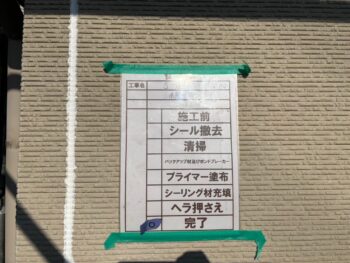 工事名
施工前
シール撤去
清掃
バックアップ材及びボンドブレーカー
プライマー塗布
シーリング材充填
ヘラ押さえ
完了